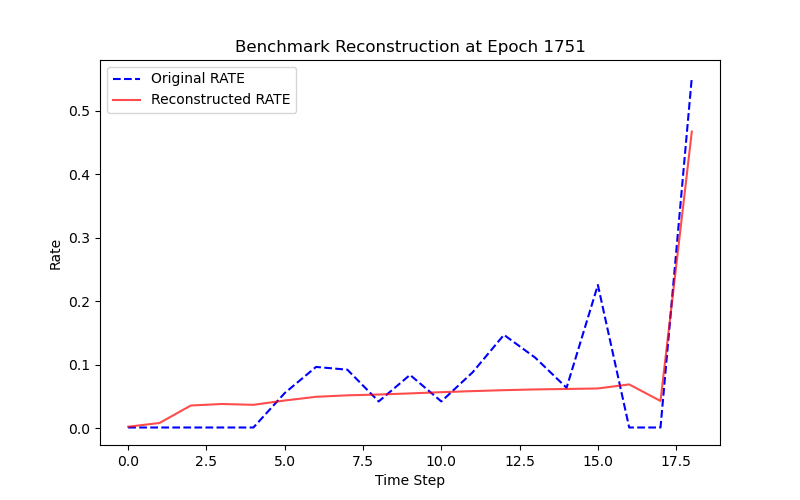 Benchmark Reconstruction at Epoch 1751
Original RATE
Reconstructed RATE
0.5
0.4
0.3
0.2
0.1
0.0
Rate
0.0 2.5 5.0 7.5 10.0 12.5 15.0 17.5
Time Step